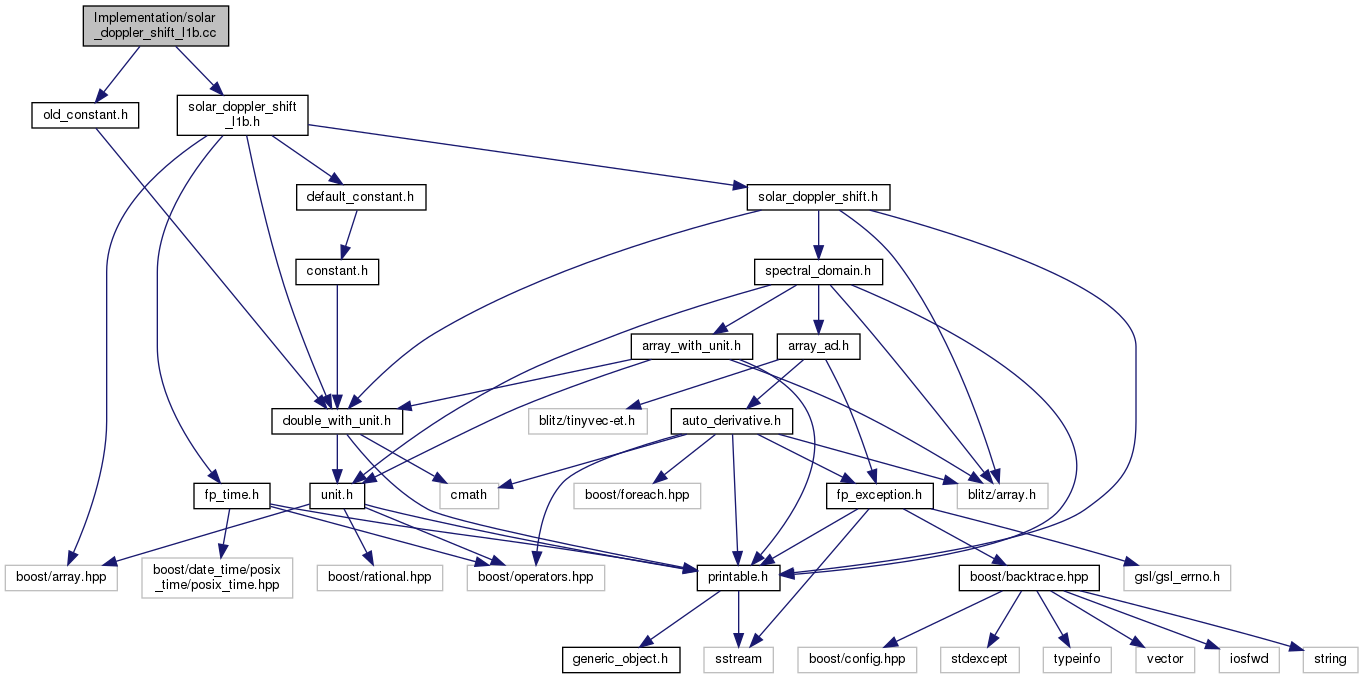 Implementation/solar
_doppler_shift_l1b.cc
old_constant.h
solar_doppler_shift
_l1b.h
default_constant.h
solar_doppler_shift.h
constant.h
spectral_domain.h
array_with_unit.h
array_ad.h
double_with_unit.h
blitz/tinyvec-et.h
auto_derivative.h
fp_time.h
unit.h
cmath
boost/foreach.hpp
fp_exception.h
blitz/array.h
boost/array.hpp
boost/date_time/posix
_time/posix_time.hpp
boost/rational.hpp
boost/operators.hpp
printable.h
boost/backtrace.hpp
gsl/gsl_errno.h
generic_object.h
sstream
boost/config.hpp
stdexcept
typeinfo
vector
iosfwd
string